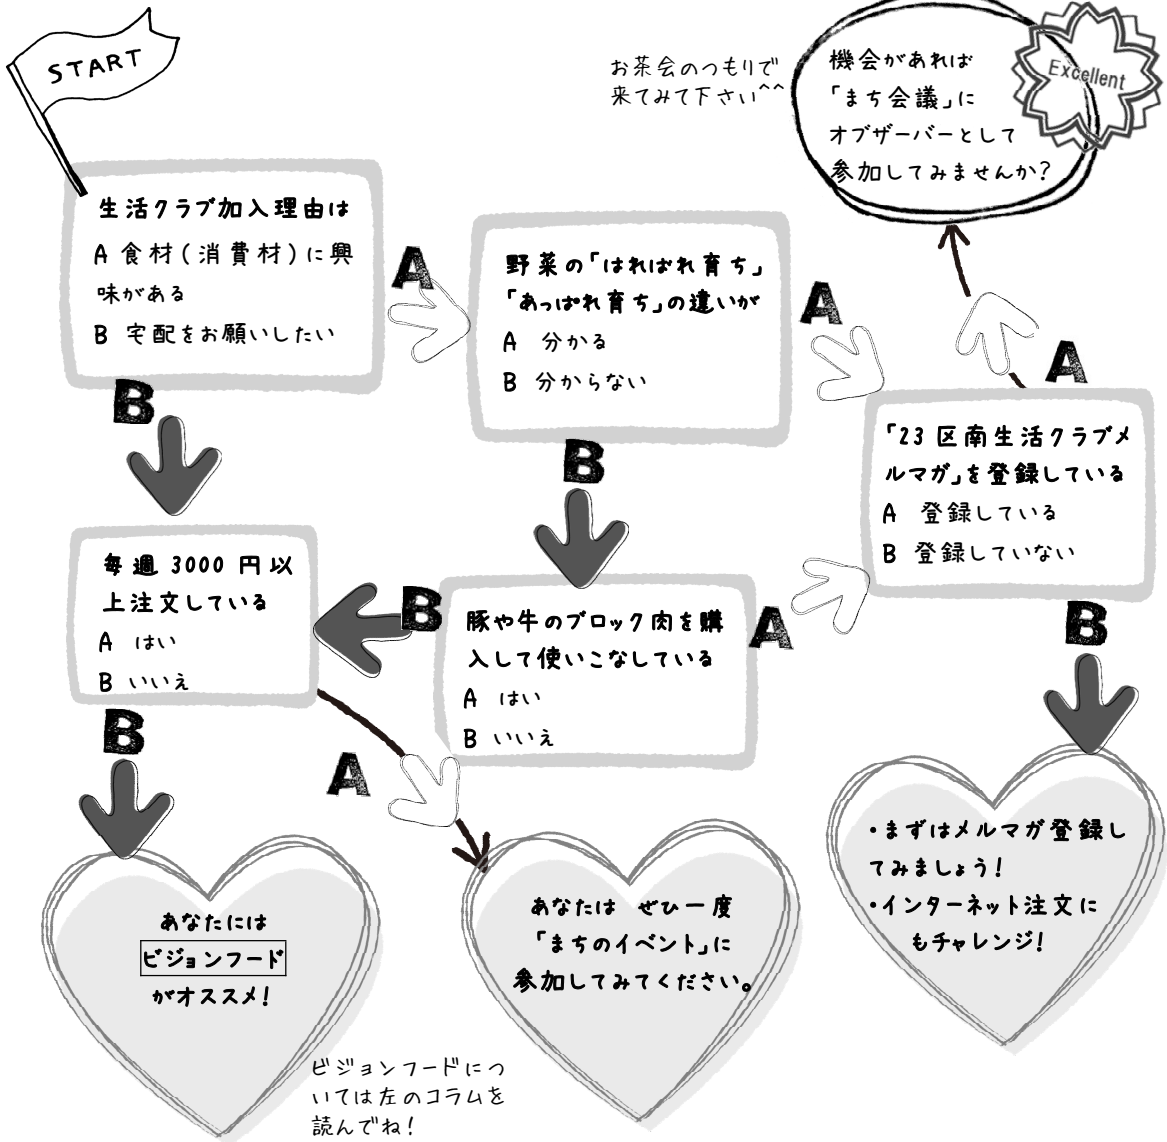 START
お茶会のつもりで
来てみて下さい^^
機会があれば
「まち会議」に
オブザーバーとして
参加してみませんか?
Excellent
生活クラブ加入理由は
A 食材(消費材)に興
味がある
B 宅配をお願いしたい
A
B
野菜の「はればれ育ち」
「あっぱれ育ち」の違いが
A 分かる
B 分からない
A
B
「23区南生活クラブメ
ルマガ」を登録している
A 登録している
B 登録していない
A
B
毎週 3000 円以
上注文している
A はい
B いいえ
B
A
豚や牛のブロック肉を購
入して使いこなしている
A はい
B いいえ
B
A
あなたには
ビジョンフード
がオススメ!
あなたは ぜひ一度
「まちのイベント」に
参加してみてください。
・まずはメルマガ登録し
てみましょう!
・インターネット注文に
もチャレンジ!
ビジョンフードにつ
いては左のコラムを
読んでね!